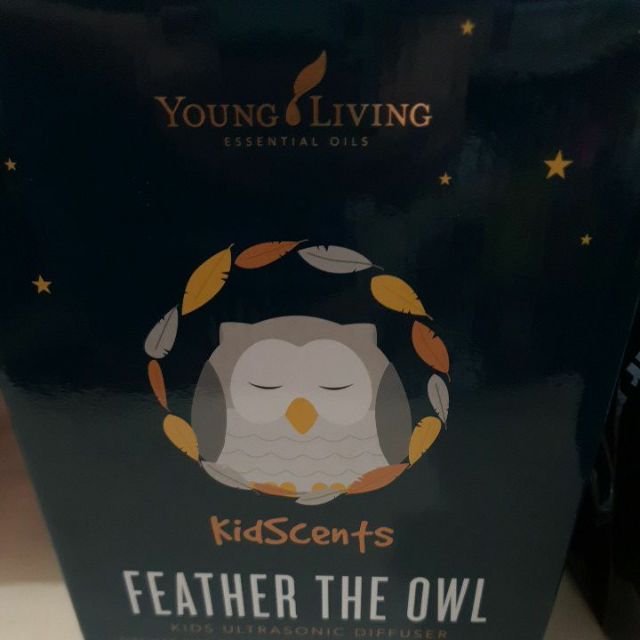 YOUNG LIVING
ESSENTIAL OILS
KidScents
FEATHER THE OWL
KIDS ULTRASONIC DIFFUSER